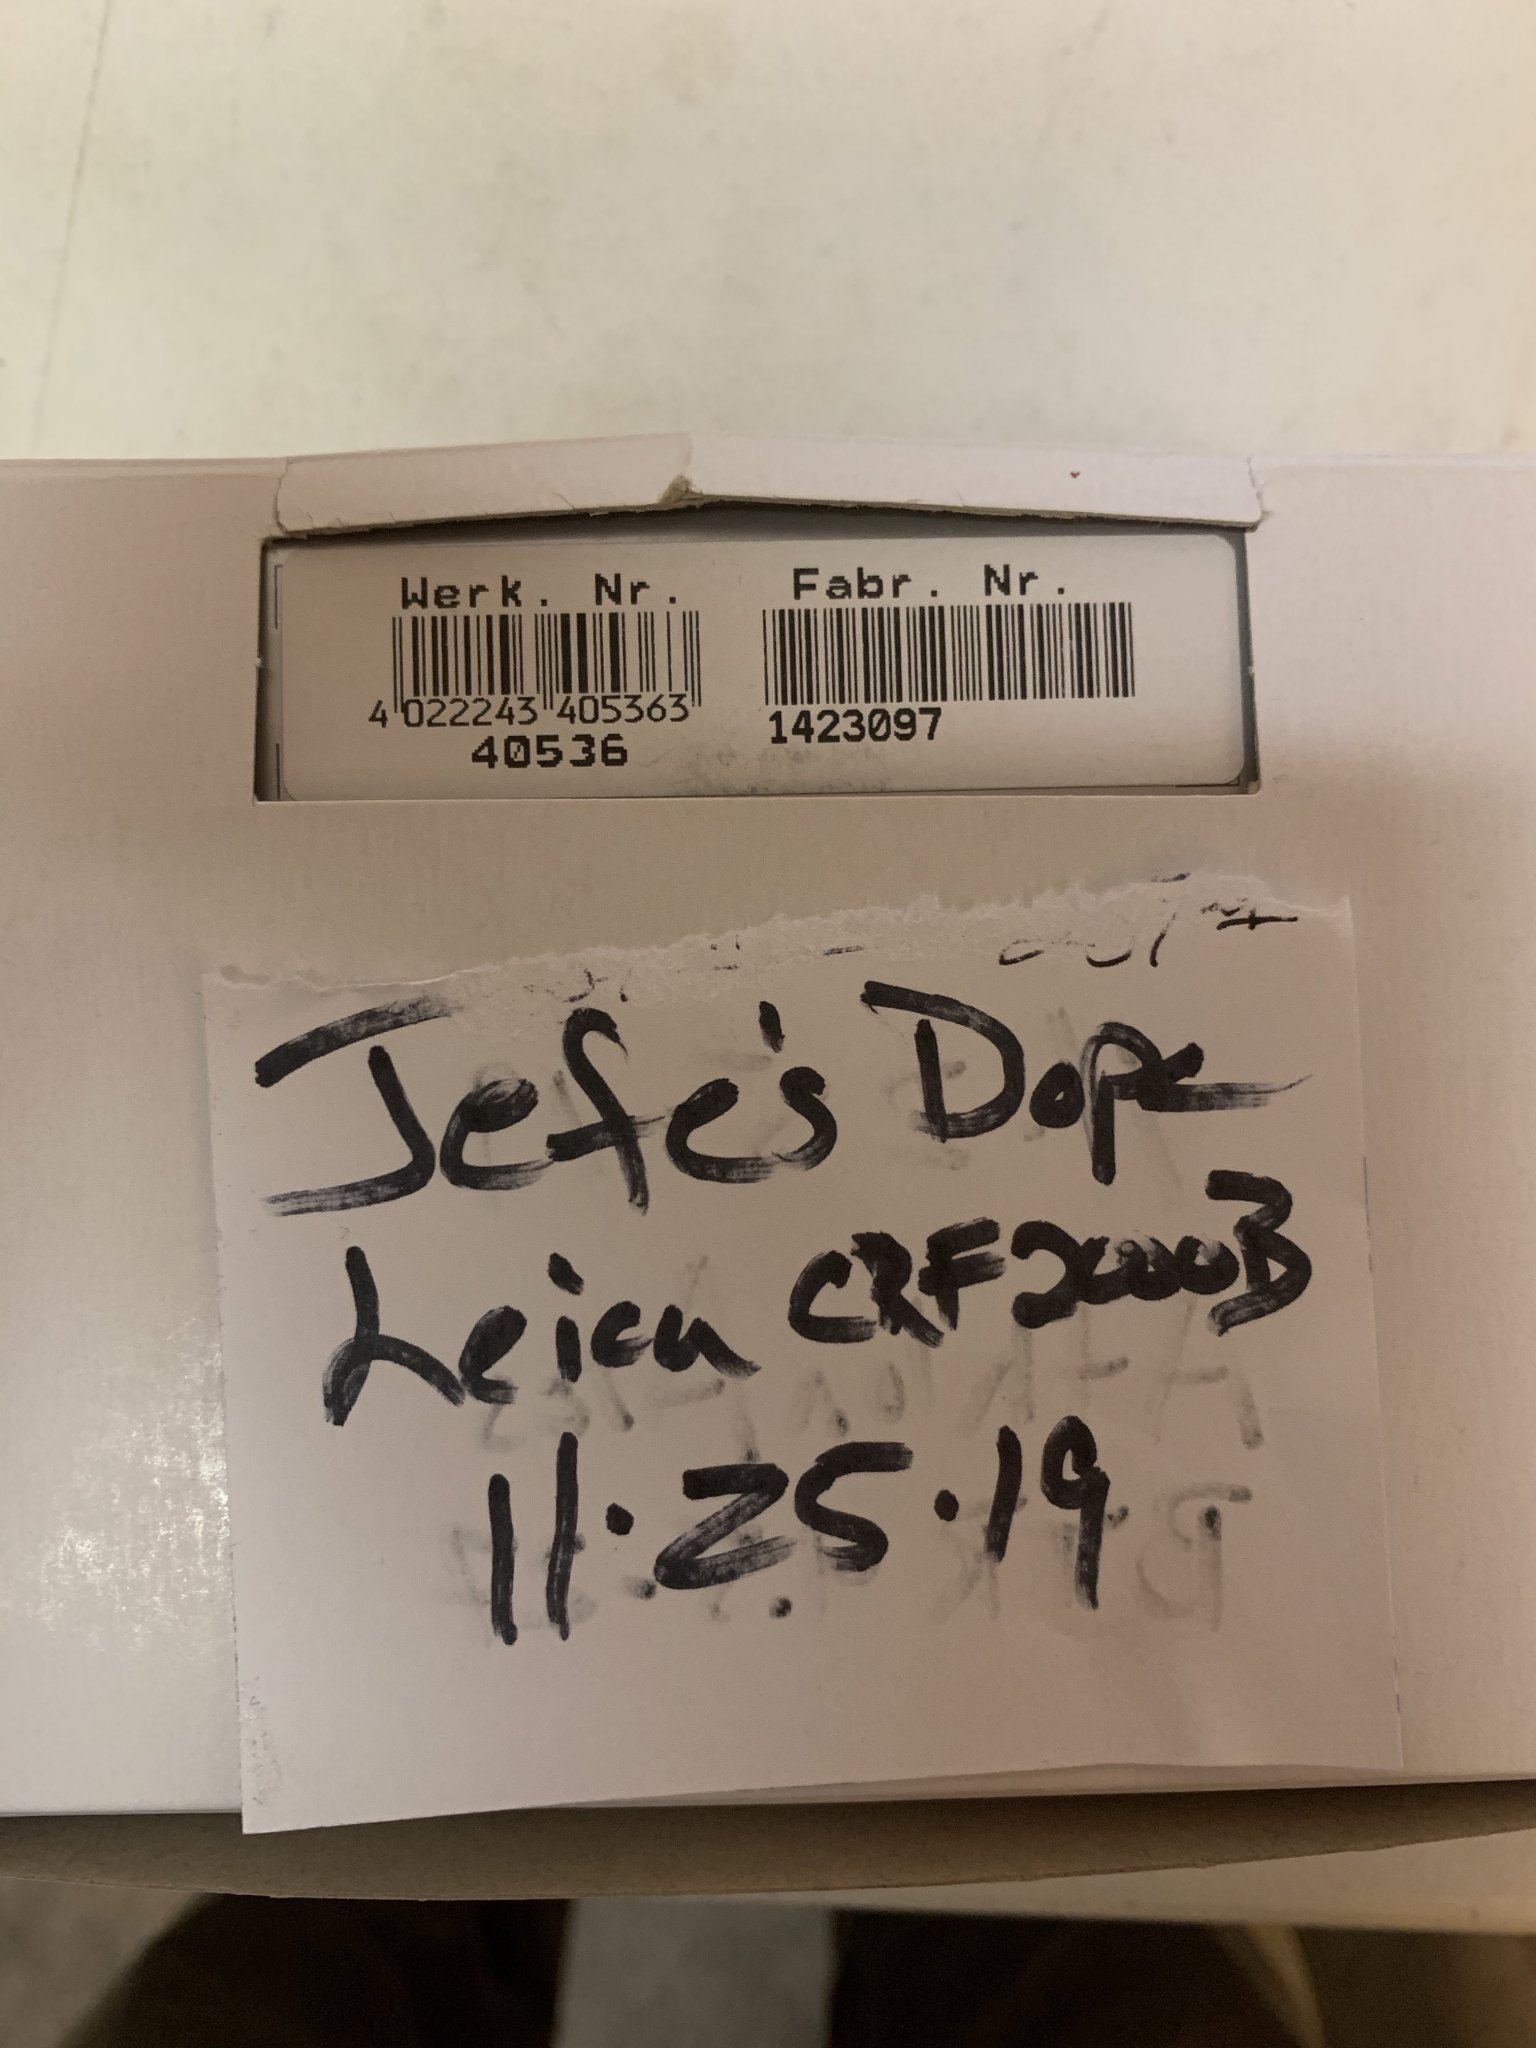 Werk. Nr.
Fabr. Nr.
4 022243 405363
1423097
40536
Jefe's Dope
Leica CRF2000B
11.25.19